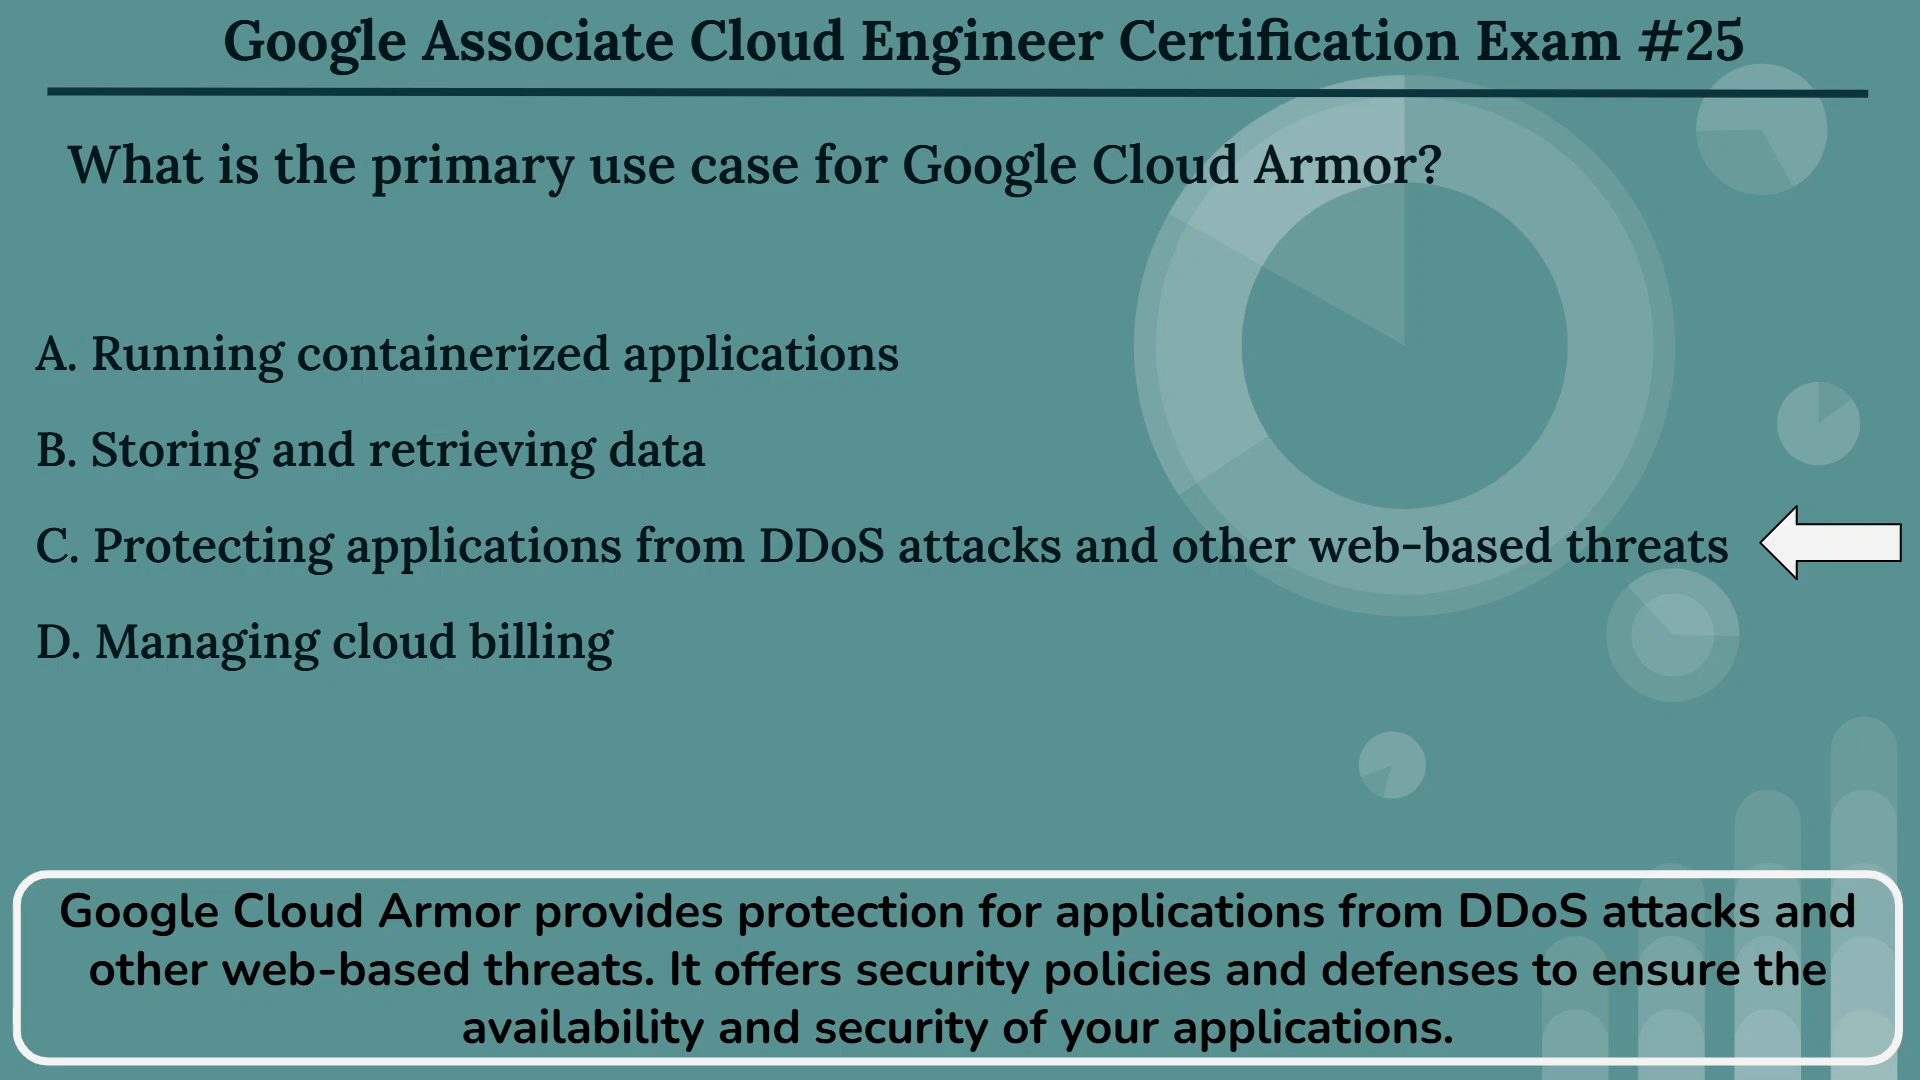 Google Associate Cloud Engineer Certification Exam #25
What is the primary use case for Google Cloud Armor?
A. Running containerized applications
B. Storing and retrieving data
C. Protecting applications from DDoS attacks and other web-based threats
D. Managing cloud billing
Google Cloud Armor provides protection for applications from DDoS attacks and
other web-based threats. It offers security policies and defenses to ensure the
availability and security of your applications.